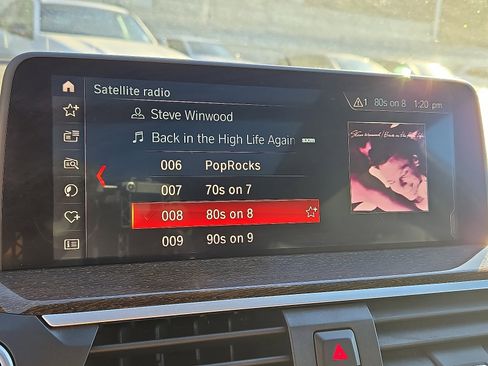 Satellite radio
1 80s on 8 1:20 pm
Steve Winwood
Back in the High Life Again sxm
006 PopRocks
007 70s on 7
008 80s on 8
009 90s on 9